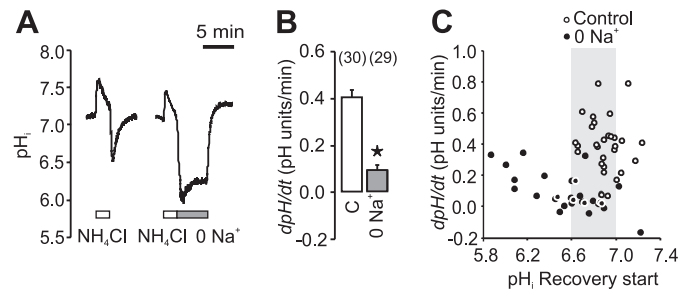 A
5 min
8.0
7.5
7.0
6.5
6.0
5.5
pHi
NH4Cl
NH4Cl 0 Na+
B
(30) (29)
0.6
0.4
0.2
0.0
-0.2
dpH/dt (pH units/min)
★
C
0 Na+
C
Control
0 Na+
1.0
0.8
0.6
0.4
0.2
0.0
-0.2
dpH/dt (pH units/min)
5.8 6.2 6.6 7.0 7.4
pHi Recovery start